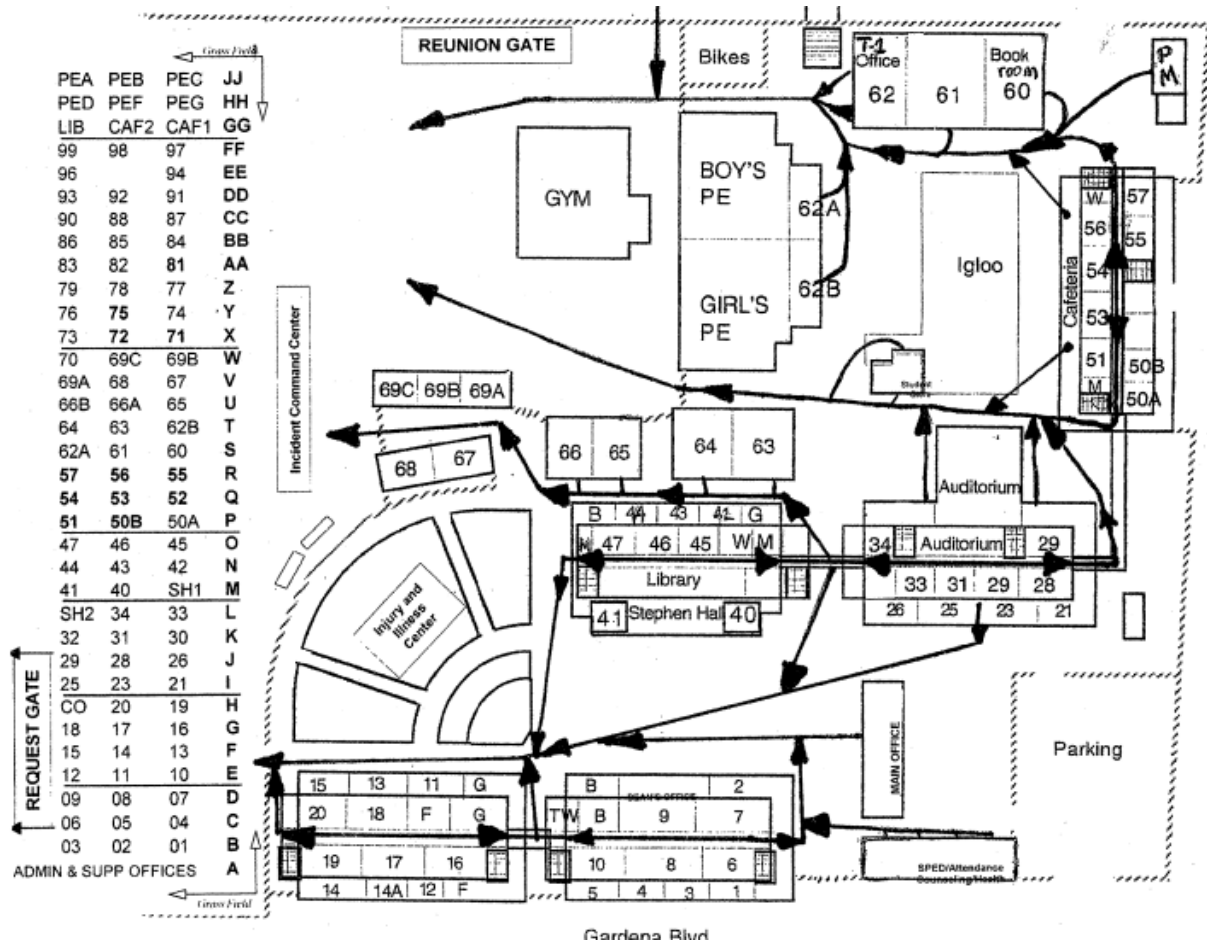 Grass Field
PEA PEB PEC JJ
PED PEF PEG HH
LIB CAF2 CAF1 GG
99 98 97 FF
96 94 EE
93 92 91 DD
90 88 87 CC
86 85 84 BB
83 82 81 AA
79 78 77 Z
76 75 74 Y
73 72 71 X
70 69C 69B W
69A 68 67 V
66B 66A 65 U
64 63 62B T
62A 61 60 S
57 56 55 R
54 53 52 Q
51 50B 50A P
47 46 45 O
44 43 42 N
41 40 SH1 M
SH2 34 33 L
32 31 30 K
29 28 26 J
25 23 21 I
CO 20 19 H
18 17 16 G
15 14 13 F
12 11 10 E
09 08 07 D
06 05 04 C
03 02 01 B
ADMIN & SUPP OFFICES A
Grass Field
REQUEST GATE
REUNION GATE
Bikes
T-1
Office
62
61
Book
room
60
PM
GYM
BOY'S
PE
62A
GIRL'S
PE
62B
Igloo
Cafeteria
W
56
54
53
51
M
57
55
50B
50A
Incident Command Center
69C 69B 69A
68 67
66 65
64 63
Student
B 44 43 41 G
47 46 45 W M
Library
41 Stephen Hall 40
Auditorium
34 Auditorium 29
33 31 29 28
26 25 23 21
Injury and
Illness
Center
MAIN OFFICE
Parking
15 13 11 G
20 18 F G
19 17 16
14 14A 12 F
B DEAN'S OFFICE 2
TW B 9 7
10 8 6
5 4 3 1
SPED/Attendance
Counseling/Health
Gardena Blvd